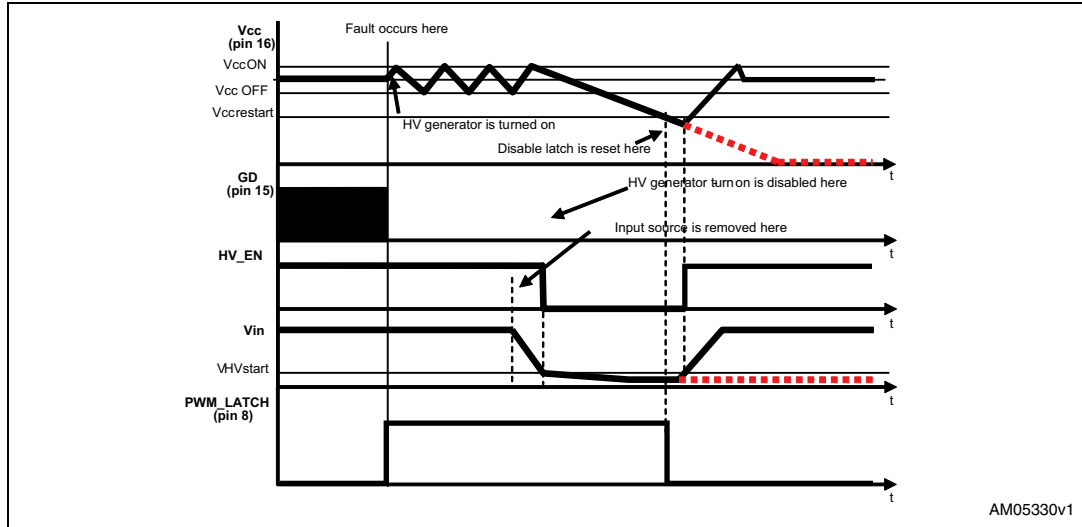 Vcc
(pin 16)
Fault occurs here
VccON
Vcc OFF
Vccrestart
HV generator is turned on
Disable latch is reset here
t
GD
(pin 15)
HV generator turn on is disabled here
Input source is removed here
t
HV_EN
t
Vin
VHVstart
t
PWM_LATCH
(pin 8)
t
AM05330v1